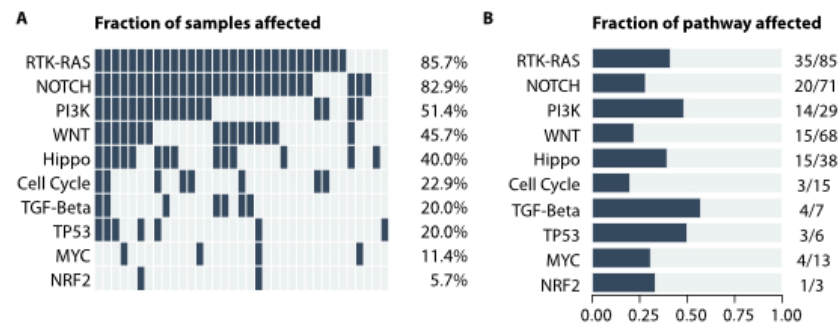 A Fraction of samples affected
RTK-RAS 85.7%
NOTCH 82.9%
PI3K 51.4%
WNT 45.7%
Hippo 40.0%
Cell Cycle 22.9%
TGF-Beta 20.0%
TP53 20.0%
MYC 11.4%
NRF2 5.7%
B Fraction of pathway affected
RTK-RAS 35/85
NOTCH 20/71
PI3K 14/29
WNT 15/68
Hippo 15/38
Cell Cycle 3/15
TGF-Beta 4/7
TP53 3/6
MYC 4/13
NRF2 1/3
0.00 0.25 0.50 0.75 1.00